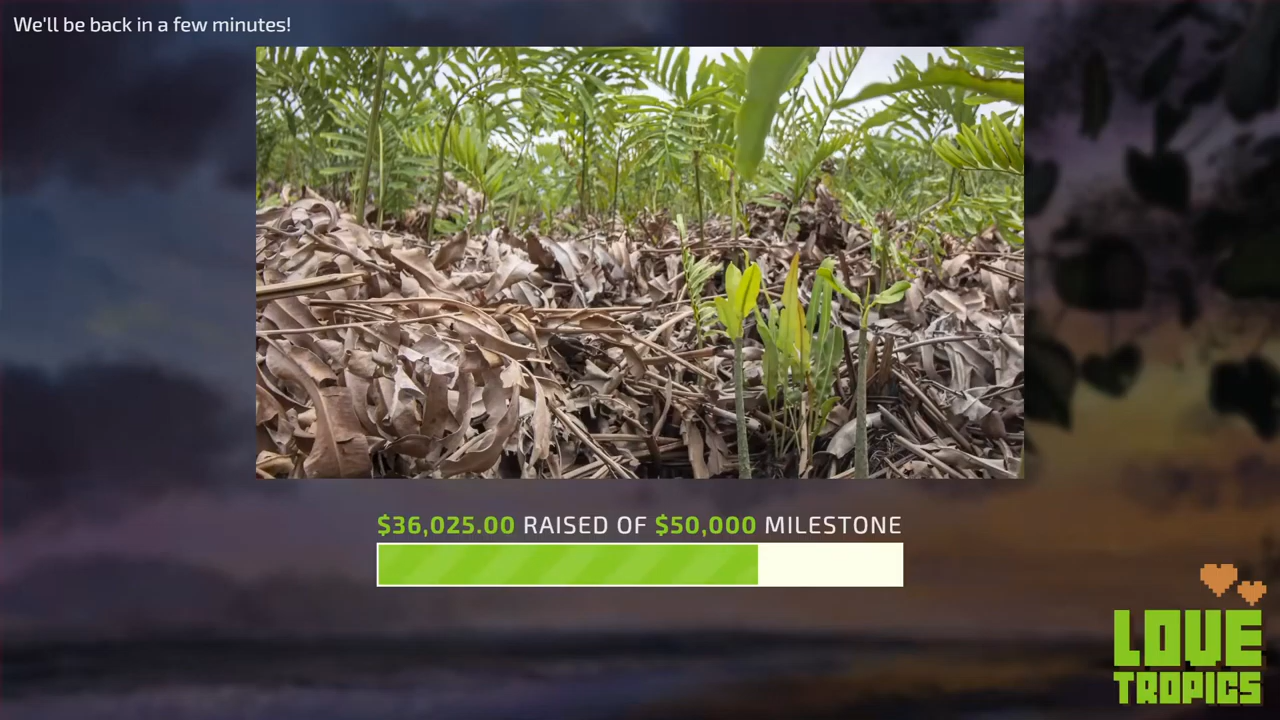 We'll be back in a few minutes!
$36,025.00 RAISED OF $50,000 MILESTONE
LOVE
TROPICS